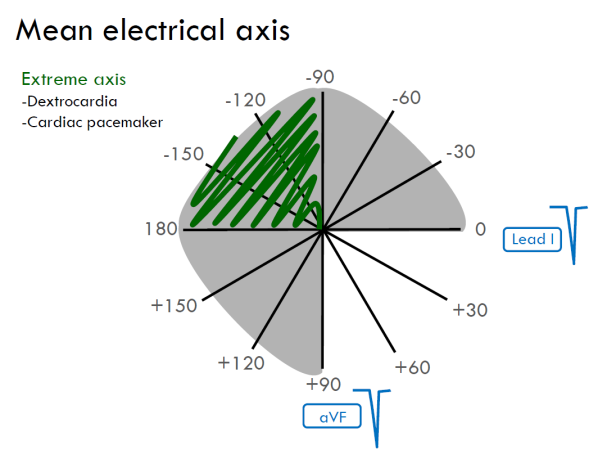 Mean electrical axis
Extreme axis
-Dextrocardia
-Cardiac pacemaker
-90
-120
-60
-150
-30
180
0
Lead I
+150
+30
+120
+60
+90
aVF